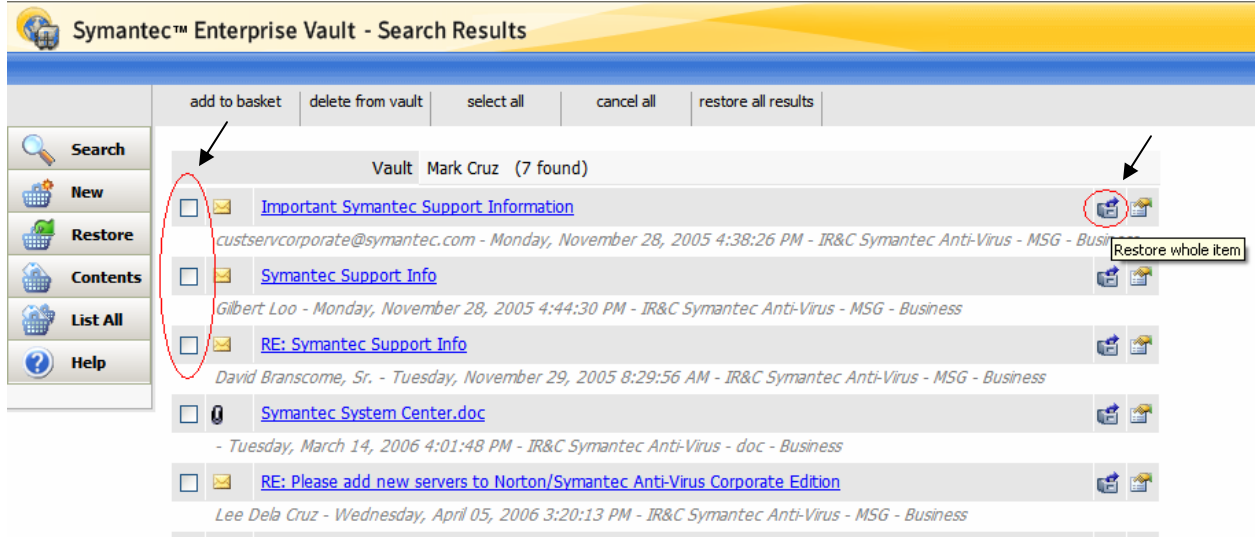 Symantec™ Enterprise Vault - Search Results
add to basket delete from vault select all cancel all restore all results
Search
New
Restore
Contents
List All
Help
Vault Mark Cruz (7 found)
Important Symantec Support Information
custservcorporate@symantec.com - Monday, November 28, 2005 4:38:26 PM - IR&C Symantec Anti-Virus - MSG - Business
Restore whole item
Symantec Support Info
Gilbert Loo - Monday, November 28, 2005 4:44:30 PM - IR&C Symantec Anti-Virus - MSG - Business
RE: Symantec Support Info
David Branscome, Sr. - Tuesday, November 29, 2005 8:29:56 AM - IR&C Symantec Anti-Virus - MSG - Business
Symantec System Center.doc
- Tuesday, March 14, 2006 4:01:48 PM - IR&C Symantec Anti-Virus - doc - Business
RE: Please add new servers to Norton/Symantec Anti-Virus Corporate Edition
Lee Dela Cruz - Wednesday, April 05, 2006 3:20:13 PM - IR&C Symantec Anti-Virus - MSG - Business